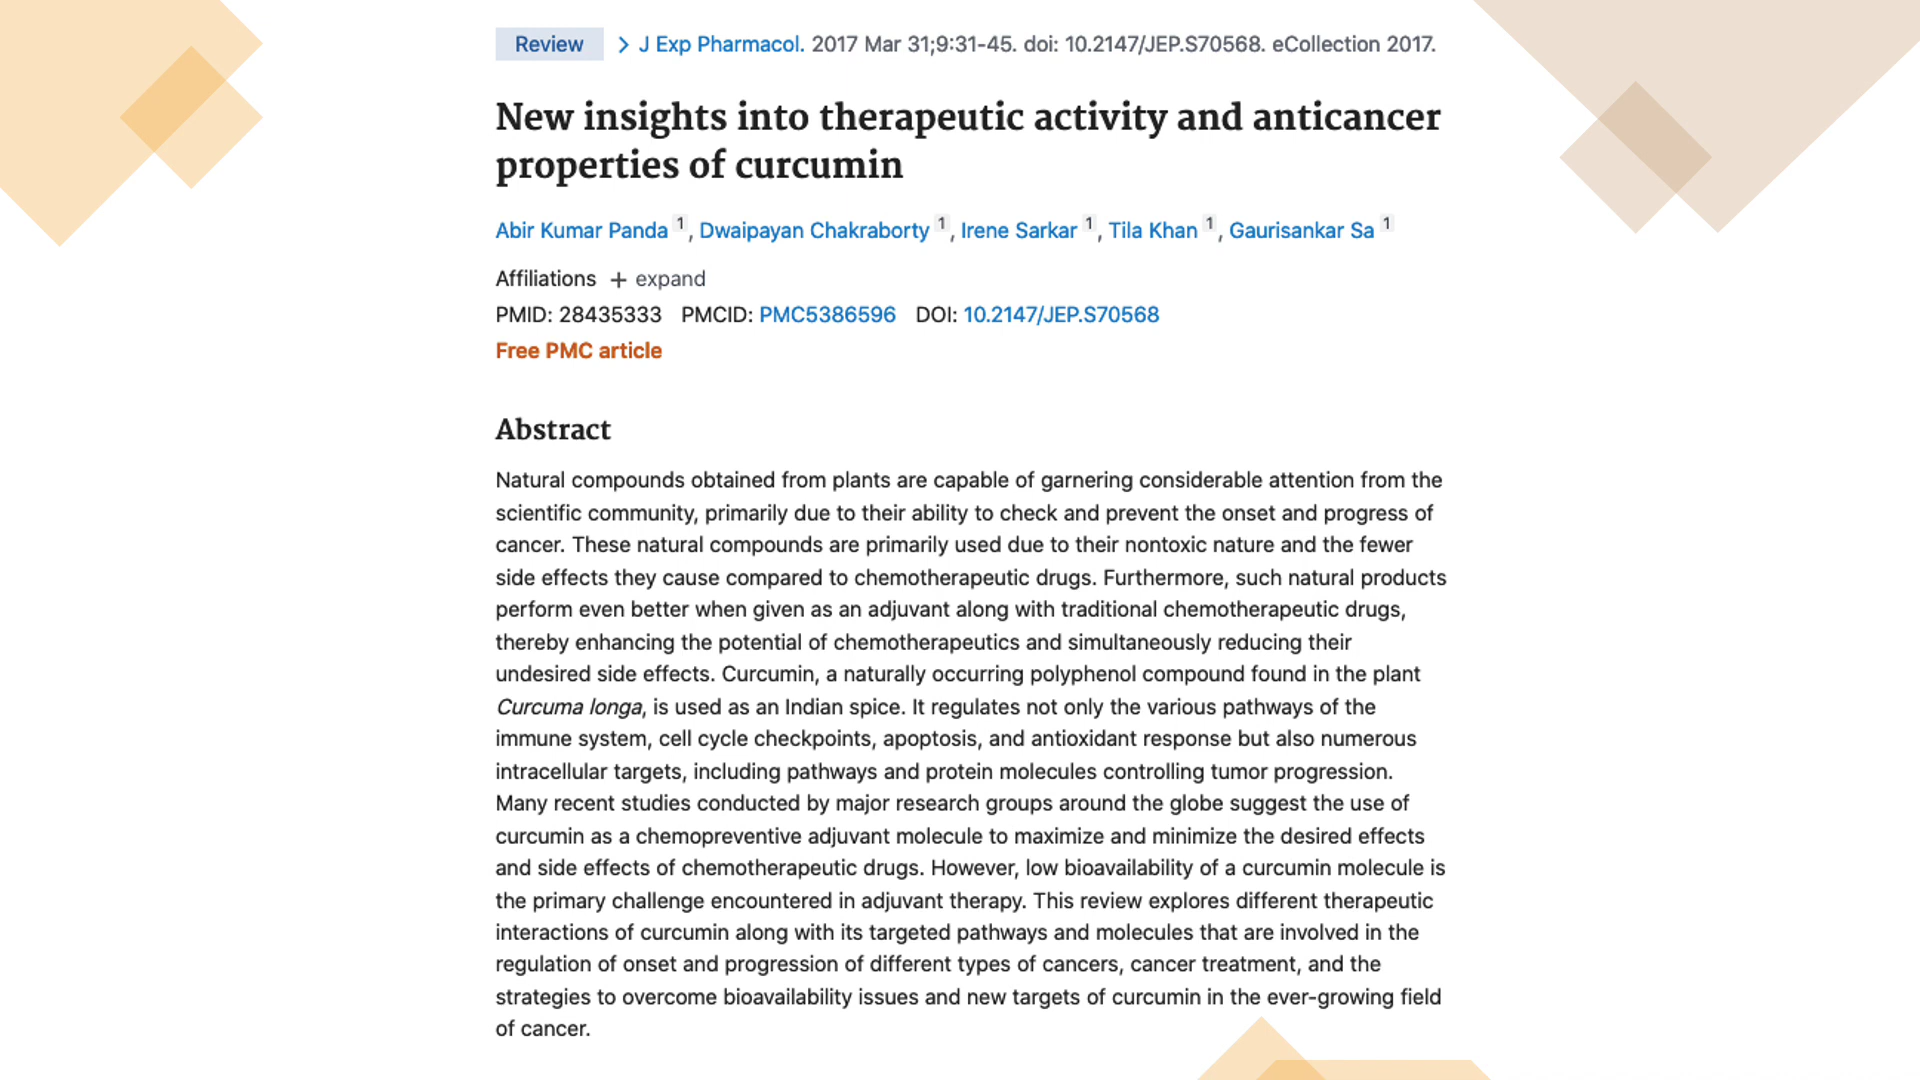 Review > J Exp Pharmacol. 2017 Mar 31;9:31-45. doi: 10.2147/JEP.S70568. eCollection 2017.
New insights into therapeutic activity and anticancer
properties of curcumin
Abir Kumar Panda 1, Dwaipayan Chakraborty 1, Irene Sarkar 1, Tila Khan 1, Gaurisankar Sa 1
Affiliations + expand
PMID: 28435333 PMCID: PMC5386596 DOI: 10.2147/JEP.S70568
Free PMC article
Abstract
Natural compounds obtained from plants are capable of garnering considerable attention from the
scientific community, primarily due to their ability to check and prevent the onset and progress of
cancer. These natural compounds are primarily used due to their nontoxic nature and the fewer
side effects they cause compared to chemotherapeutic drugs. Furthermore, such natural products
perform even better when given as an adjuvant along with traditional chemotherapeutic drugs,
thereby enhancing the potential of chemotherapeutics and simultaneously reducing their
undesired side effects. Curcumin, a naturally occurring polyphenol compound found in the plant
Curcuma longa, is used as an Indian spice. It regulates not only the various pathways of the
immune system, cell cycle checkpoints, apoptosis, and antioxidant response but also numerous
intracellular targets, including pathways and protein molecules controlling tumor progression.
Many recent studies conducted by major research groups around the globe suggest the use of
curcumin as a chemopreventive adjuvant molecule to maximize and minimize the desired effects
and side effects of chemotherapeutic drugs. However, low bioavailability of a curcumin molecule is
the primary challenge encountered in adjuvant therapy. This review explores different therapeutic
interactions of curcumin along with its targeted pathways and molecules that are involved in the
regulation of onset and progression of different types of cancers, cancer treatment, and the
strategies to overcome bioavailability issues and new targets of curcumin in the ever-growing field
of cancer.